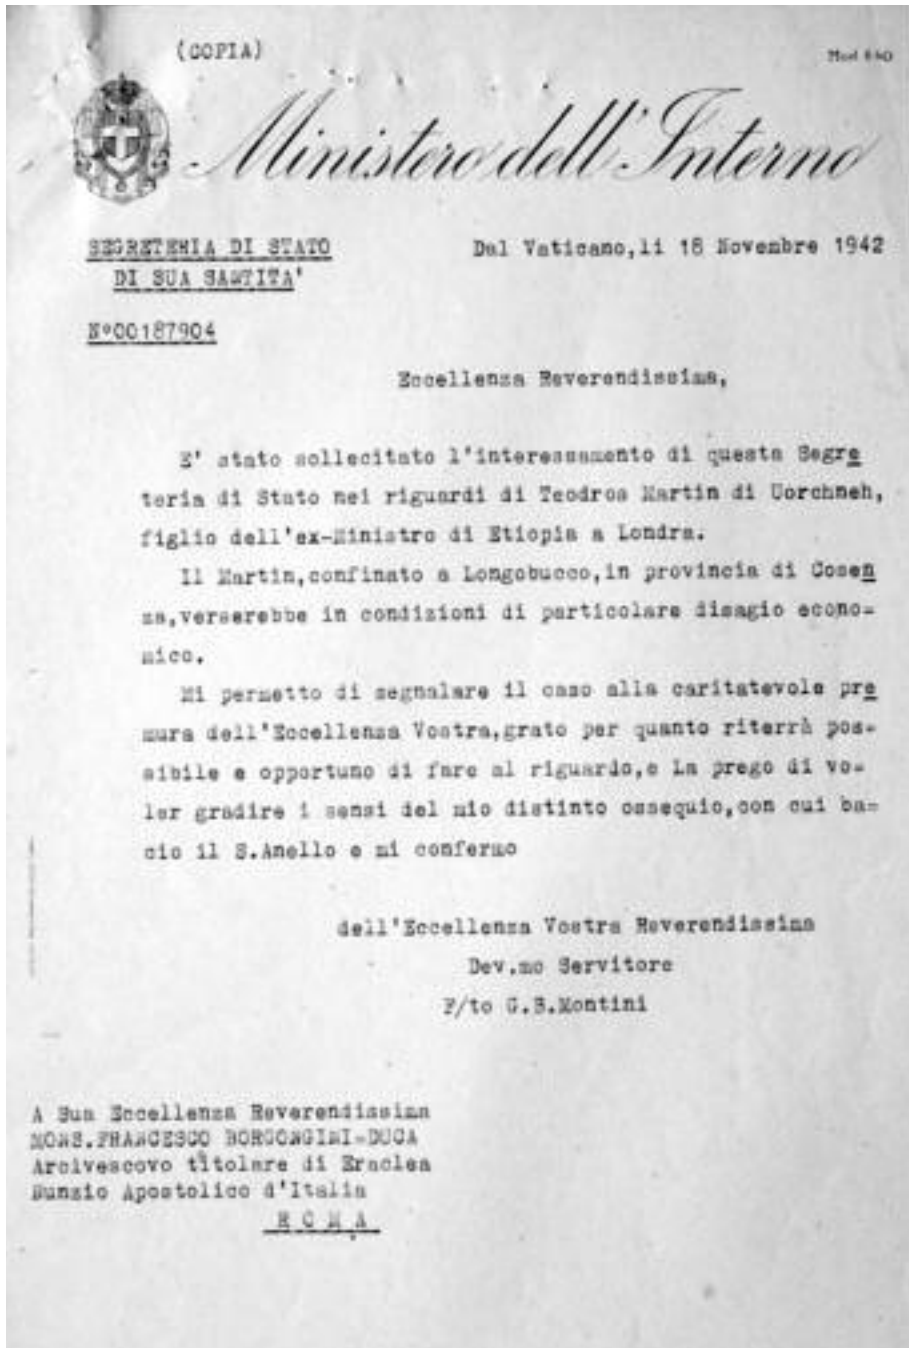 (COPIA)
Mod 860
Ministero dell'Interno
SEGRETERIA DI STATO
DI SUA SANTITA'
Dal Vaticano, li 18 Novembre 1942
N°00187904
Eccellenza Reverendissima,
E' stato sollecitato l'interessamento di questa Segre
teria di Stato nei riguardi di Teodros Martin di Uorchneh,
figlio dell'ex-Ministro di Etiopia a Londra.
Il Martin, confinato a Longobucco, in provincia di Cosen
za, verserebbe in condizioni di particolare disagio econo=
mico.
Mi permetto di segnalare il caso alla caritatevole pre
mura dell'Eccellenza Vostra, grato per quanto riterrà pos=
sibile e opportuno di fare al riguardo, e La prego di vo=
ler gradire i sensi del mio distinto ossequio, con cui ba=
cio il S.Anello e mi confermo
dell'Eccellenza Vostra Reverendissima
Dev.mo Servitore
F/to G.B.Montini
A Sua Eccellenza Reverendissima
MONS.FRANCESCO BORGONGINI=DUCA
Arcivescovo titolare di Eraclea
Nunzio Apostolico d'Italia
R O M A